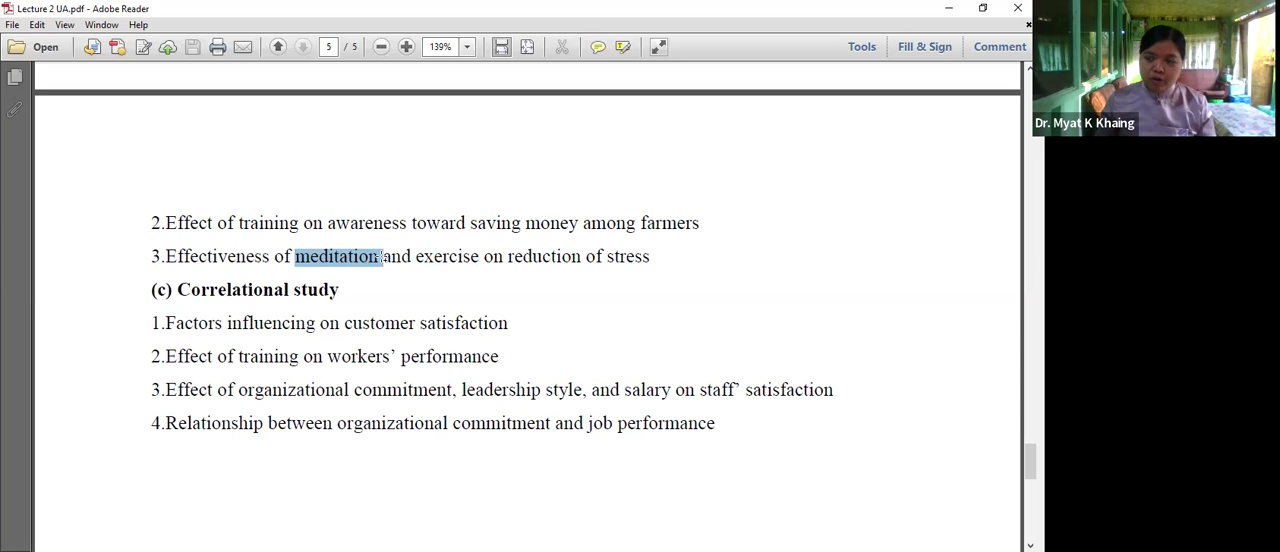 Lecture 2 UA.pdf - Adobe Reader
File Edit View Window Help
Open 5 / 5 139% Tools Fill & Sign Comment
Dr. Myat K Khaing
2.Effect of training on awareness toward saving money among farmers
3.Effectiveness of meditation and exercise on reduction of stress
(c) Correlational study
1.Factors influencing on customer satisfaction
2.Effect of training on workers’ performance
3.Effect of organizational commitment, leadership style, and salary on staff’ satisfaction
4.Relationship between organizational commitment and job performance